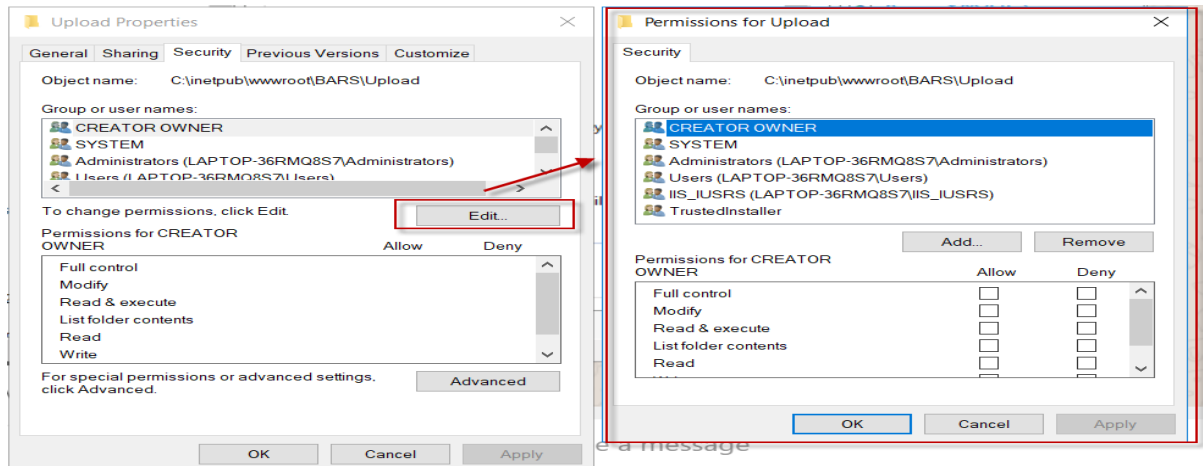 Upload Properties
General Sharing Security Previous Versions Customize
Object name: C:\inetpub\wwwroot\BARS\Upload
Group or user names:
CREATOR OWNER
SYSTEM
Administrators (LAPTOP-36RMQ8S7\Administrators)
Users (LAPTOP-36RMQ8S7\Users)
To change permissions, click Edit.
Edit...
Permissions for CREATOR
OWNER Allow Deny
Full control
Modify
Read & execute
List folder contents
Read
Write
For special permissions or advanced settings,
click Advanced.
Advanced
OK Cancel Apply
Permissions for Upload
Security
Object name: C:\inetpub\wwwroot\BARS\Upload
Group or user names:
CREATOR OWNER
SYSTEM
Administrators (LAPTOP-36RMQ8S7\Administrators)
Users (LAPTOP-36RMQ8S7\Users)
IIS_IUSRS (LAPTOP-36RMQ8S7\IIS_IUSRS)
TrustedInstaller
Add... Remove
Permissions for CREATOR
OWNER Allow Deny
Full control
Modify
Read & execute
List folder contents
Read
OK Cancel Apply
e a message